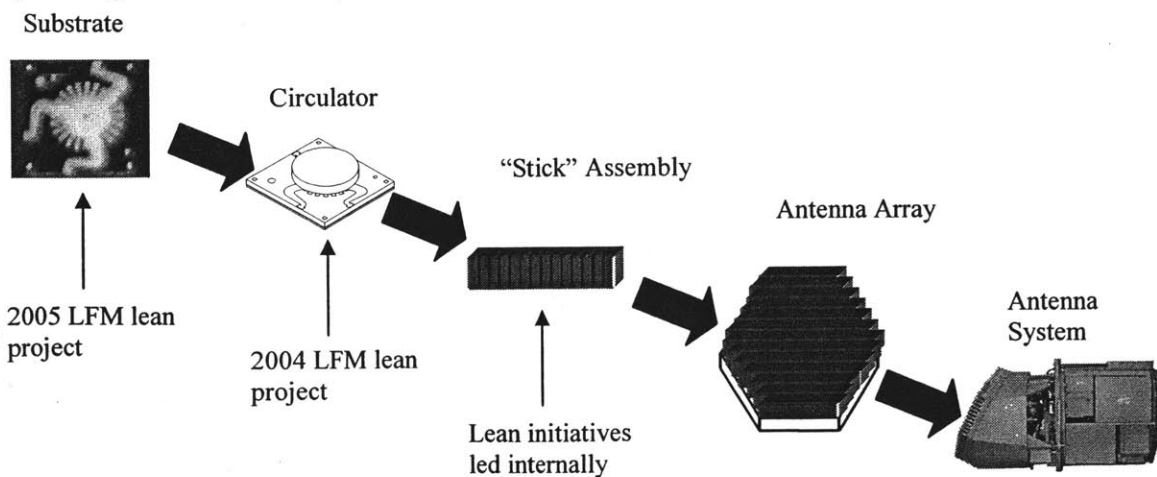 Substrate
Circulator
“Stick” Assembly
Antenna Array
Antenna
System
2005 LFM lean
project
2004 LFM lean
project
Lean initiatives
led internally